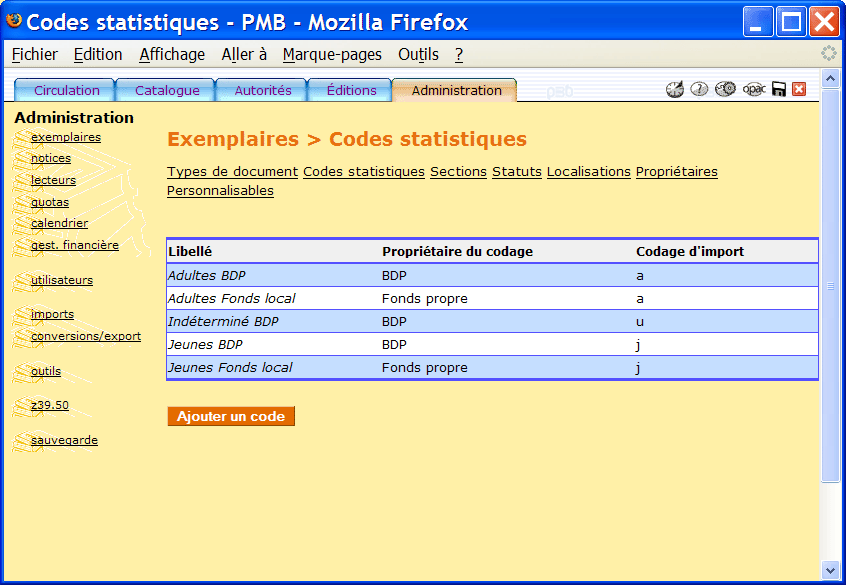 Codes statistiques - PMB - Mozilla Firefox
Fichier Edition Affichage Aller à Marque-pages Outils ?
Circulation Catalogue Autorités Éditions Administration opac
Administration
exemplaires
notices
lecteurs
quotas
calendrier
gest. financière
utilisateurs
imports
conversions/export
outils
z39.50
sauvegarde
Exemplaires > Codes statistiques
Types de document Codes statistiques Sections Statuts Localisations Propriétaires
Personnalisables
Libellé Propriétaire du codage Codage d'import
Adultes BDP BDP a
Adultes Fonds local Fonds propre a
Indéterminé BDP BDP u
Jeunes BDP BDP j
Jeunes Fonds local Fonds propre j
Ajouter un code